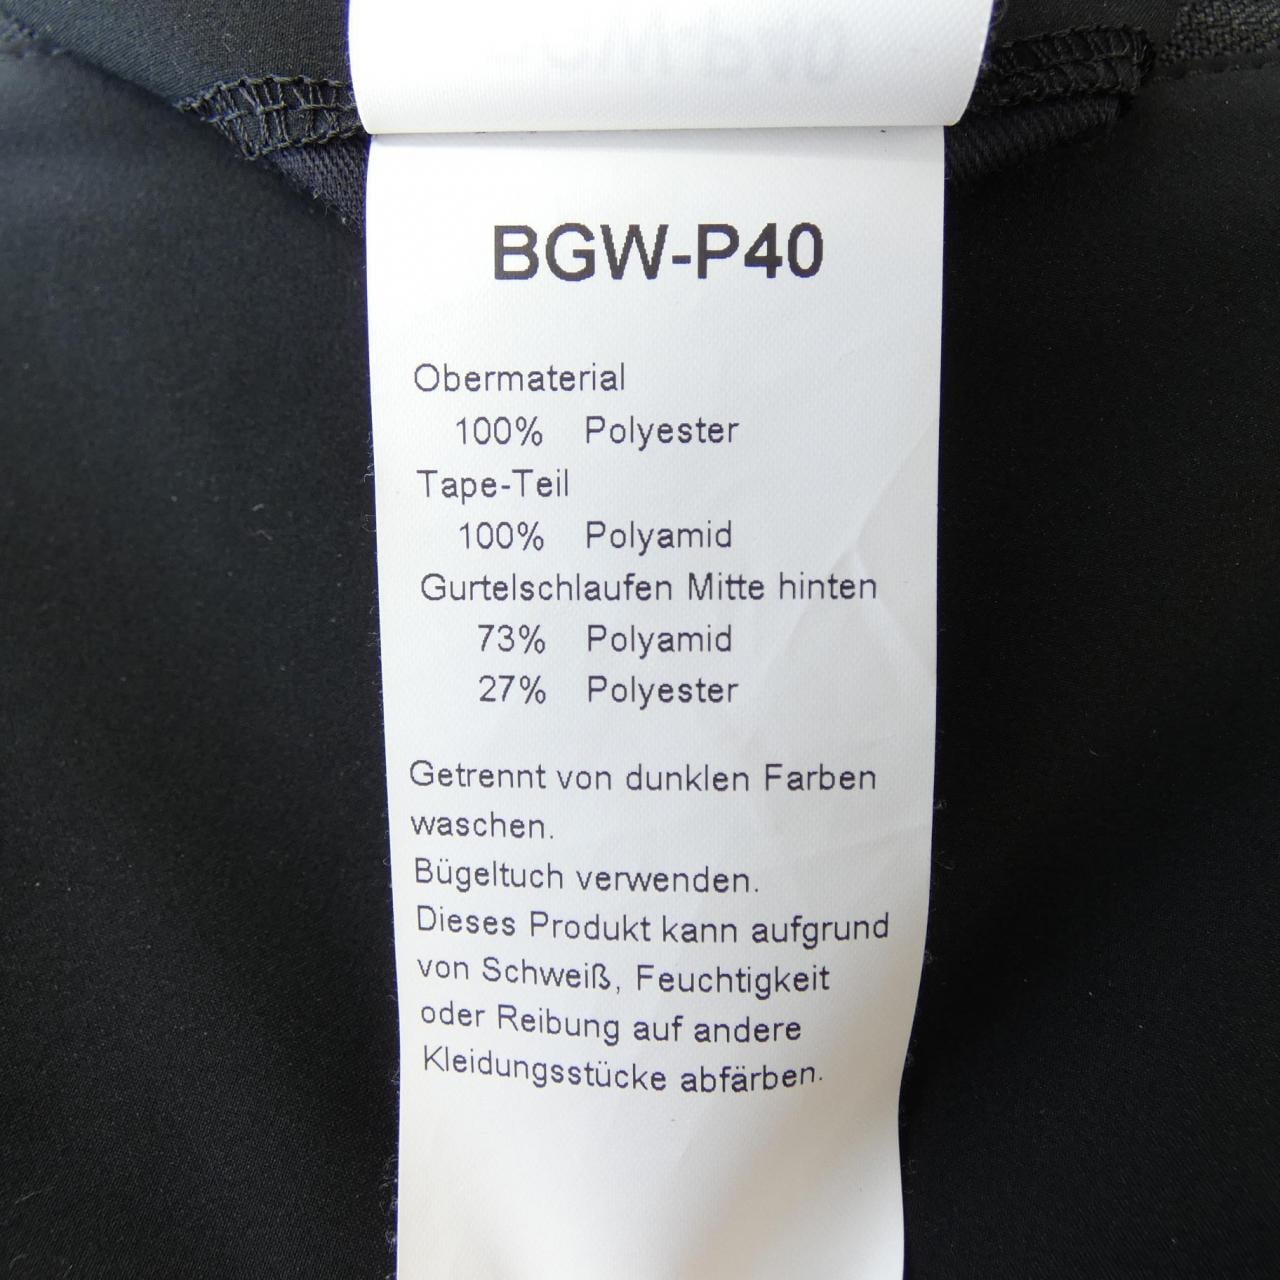 BGW-P40
Obermaterial
100% Polyester
Tape-Teil
100% Polyamid
Gurtelschlaufen Mitte hinten
73% Polyamid
27% Polyester
Getrennt von dunklen Farben
waschen.
Bügeltuch verwenden.
Dieses Produkt kann aufgrund
von Schweiß, Feuchtigkeit
oder Reibung auf andere
Kleidungsstücke abfärben.